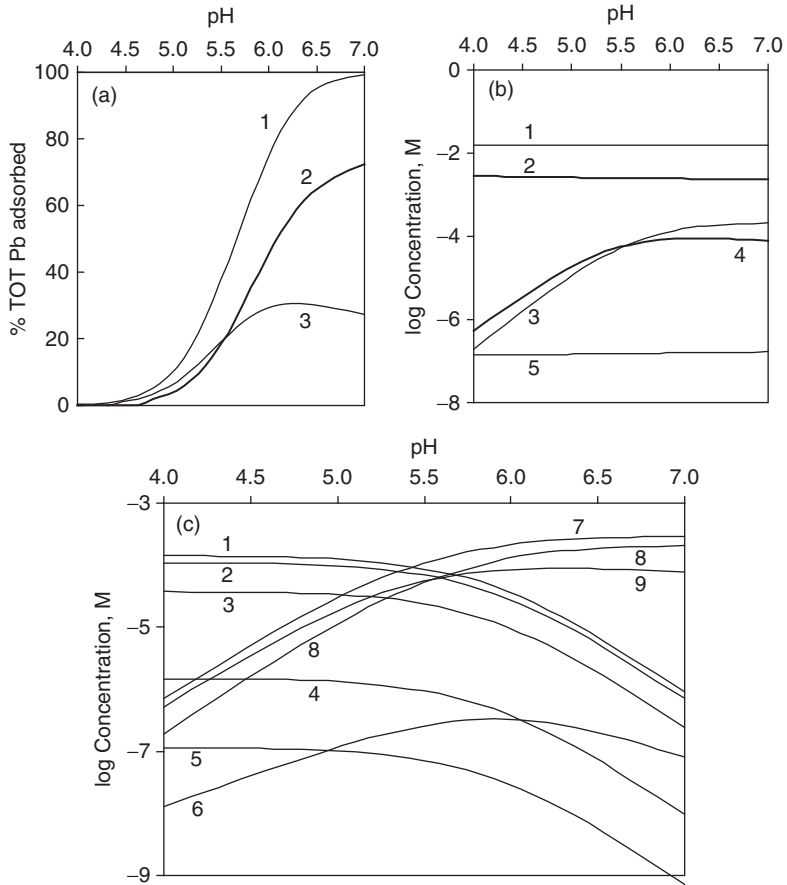 pH
4.0 4.5 5.0 5.5 6.0 6.5 7.0
100
80
60
40
20
0
% TOT Pb adsorbed
(a)
1
2
3
pH
4.0 4.5 5.0 5.5 6.0 6.5 7.0
0
–2
–4
–6
–8
log Concentration, M
(b)
1
2
3
4
5
pH
4.0 4.5 5.0 5.5 6.0 6.5 7.0
–3
–5
–7
–9
log Concentration, M
(c)
1
2
3
8
4
5
6
7
8
9